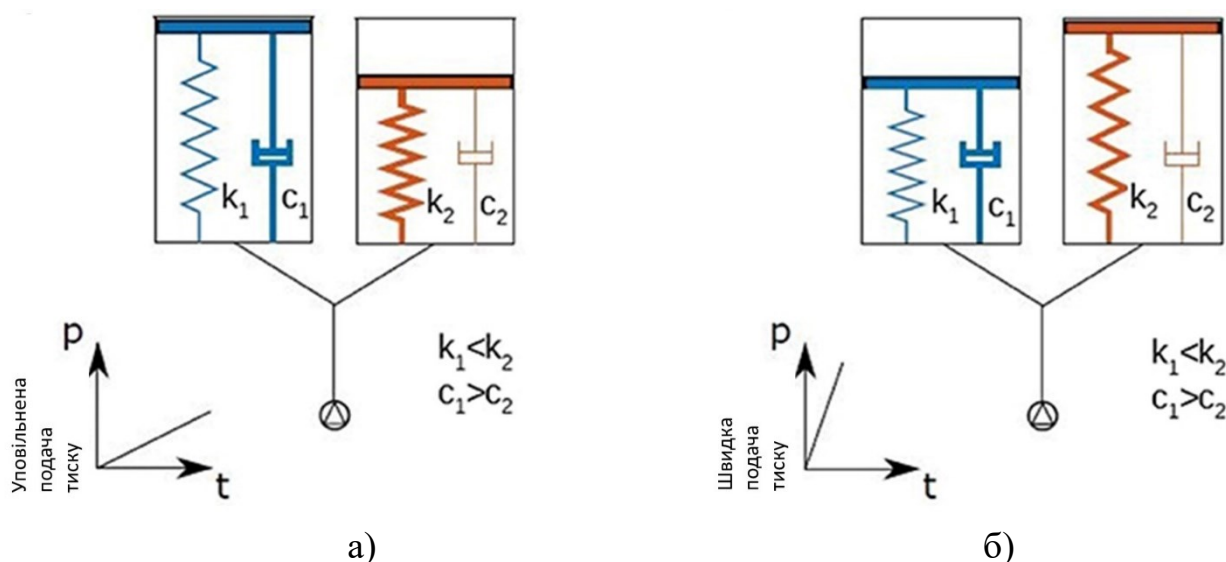 k₁ c₁ k₂ c₂
p
Уповільнена
подача
тиску
t
k₁<k₂
c₁>c₂
а)
k₁ c₁ k₂ c₂
p
Швидка
подача
тиску
t
k₁<k₂
c₁>c₂
б)